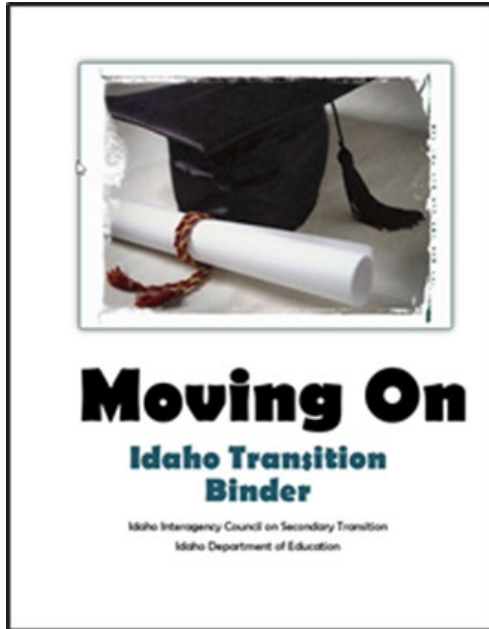 Moving On
Idaho Transition
Binder
Idaho Interagency Council on Secondary Transition
Idaho Department of Education